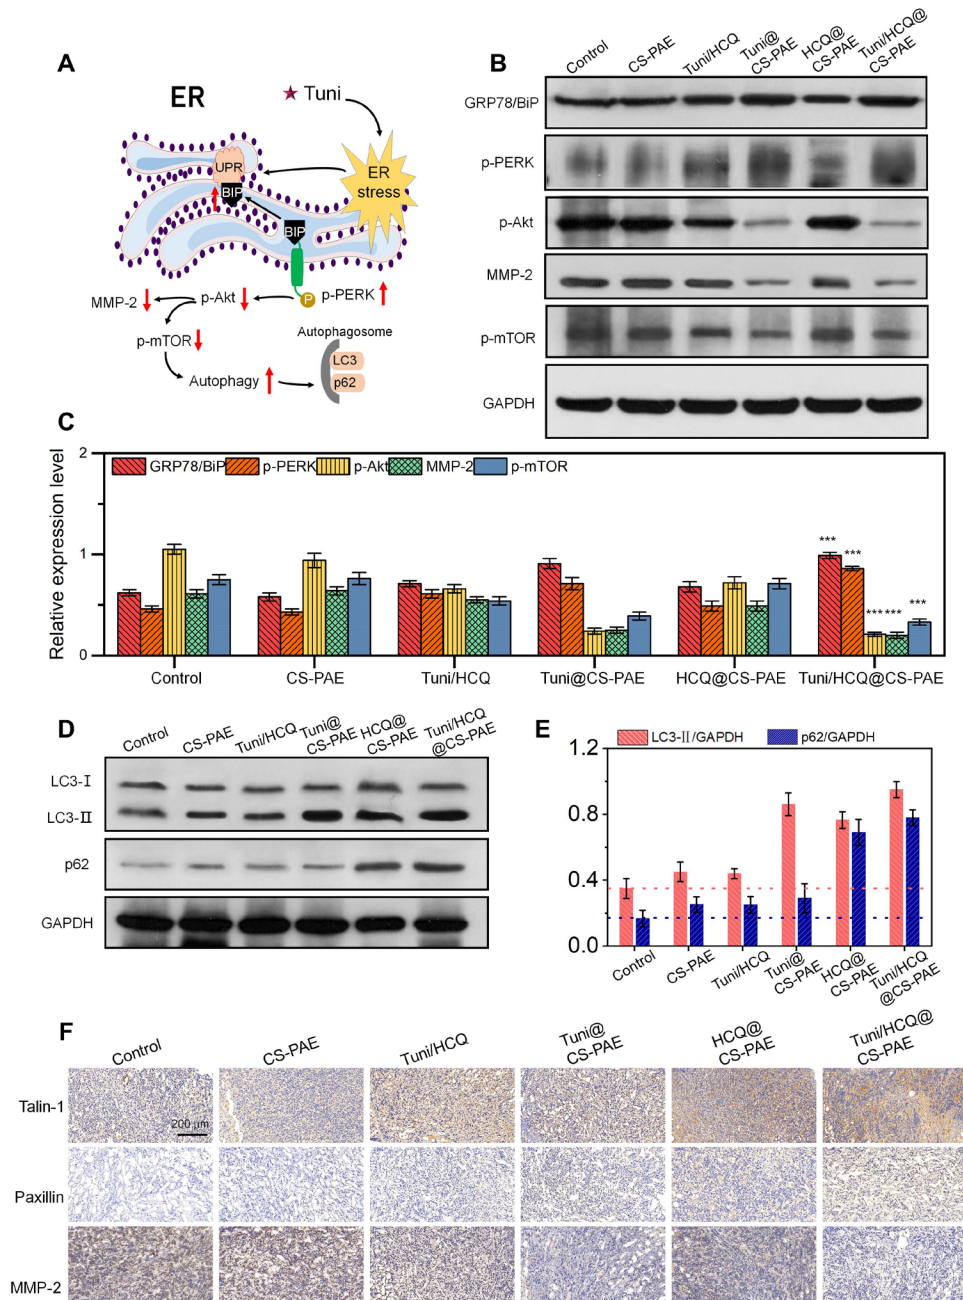 A
ER
Tuni
UPR
BIP
ER
stress
BIP
P
p-PERK
p-Akt
MMP-2
p-mTOR
Autophagy
Autophagosome
LC3
p62
B
Control
CS-PAE
Tuni/HCQ
Tuni@
CS-PAE
HCQ@
CS-PAE
Tuni/HCQ@
CS-PAE
GRP78/BiP
p-PERK
p-Akt
MMP-2
p-mTOR
GAPDH
C
Relative expression level
2
1
0
GRP78/BiP
p-PERK
p-Akt
MMP-2
p-mTOR
***
***
***
***
***
Control
CS-PAE
Tuni/HCQ
Tuni@CS-PAE
HCQ@CS-PAE
Tuni/HCQ@CS-PAE
D
Control
CS-PAE
Tuni/HCQ
Tuni@
CS-PAE
HCQ@
CS-PAE
Tuni/HCQ
@CS-PAE
LC3-I
LC3-II
p62
GAPDH
E
1.2
0.8
0.4
0.0
LC3-II/GAPDH
p62/GAPDH
Control
CS-PAE
Tuni/HCQ
Tuni@
CS-PAE
HCQ@
CS-PAE
Tuni/HCQ
@CS-PAE
F
Control
CS-PAE
Tuni/HCQ
Tuni@
CS-PAE
HCQ@
CS-PAE
Tuni/HCQ@
CS-PAE
Talin-1
200 μm
Paxillin
MMP-2